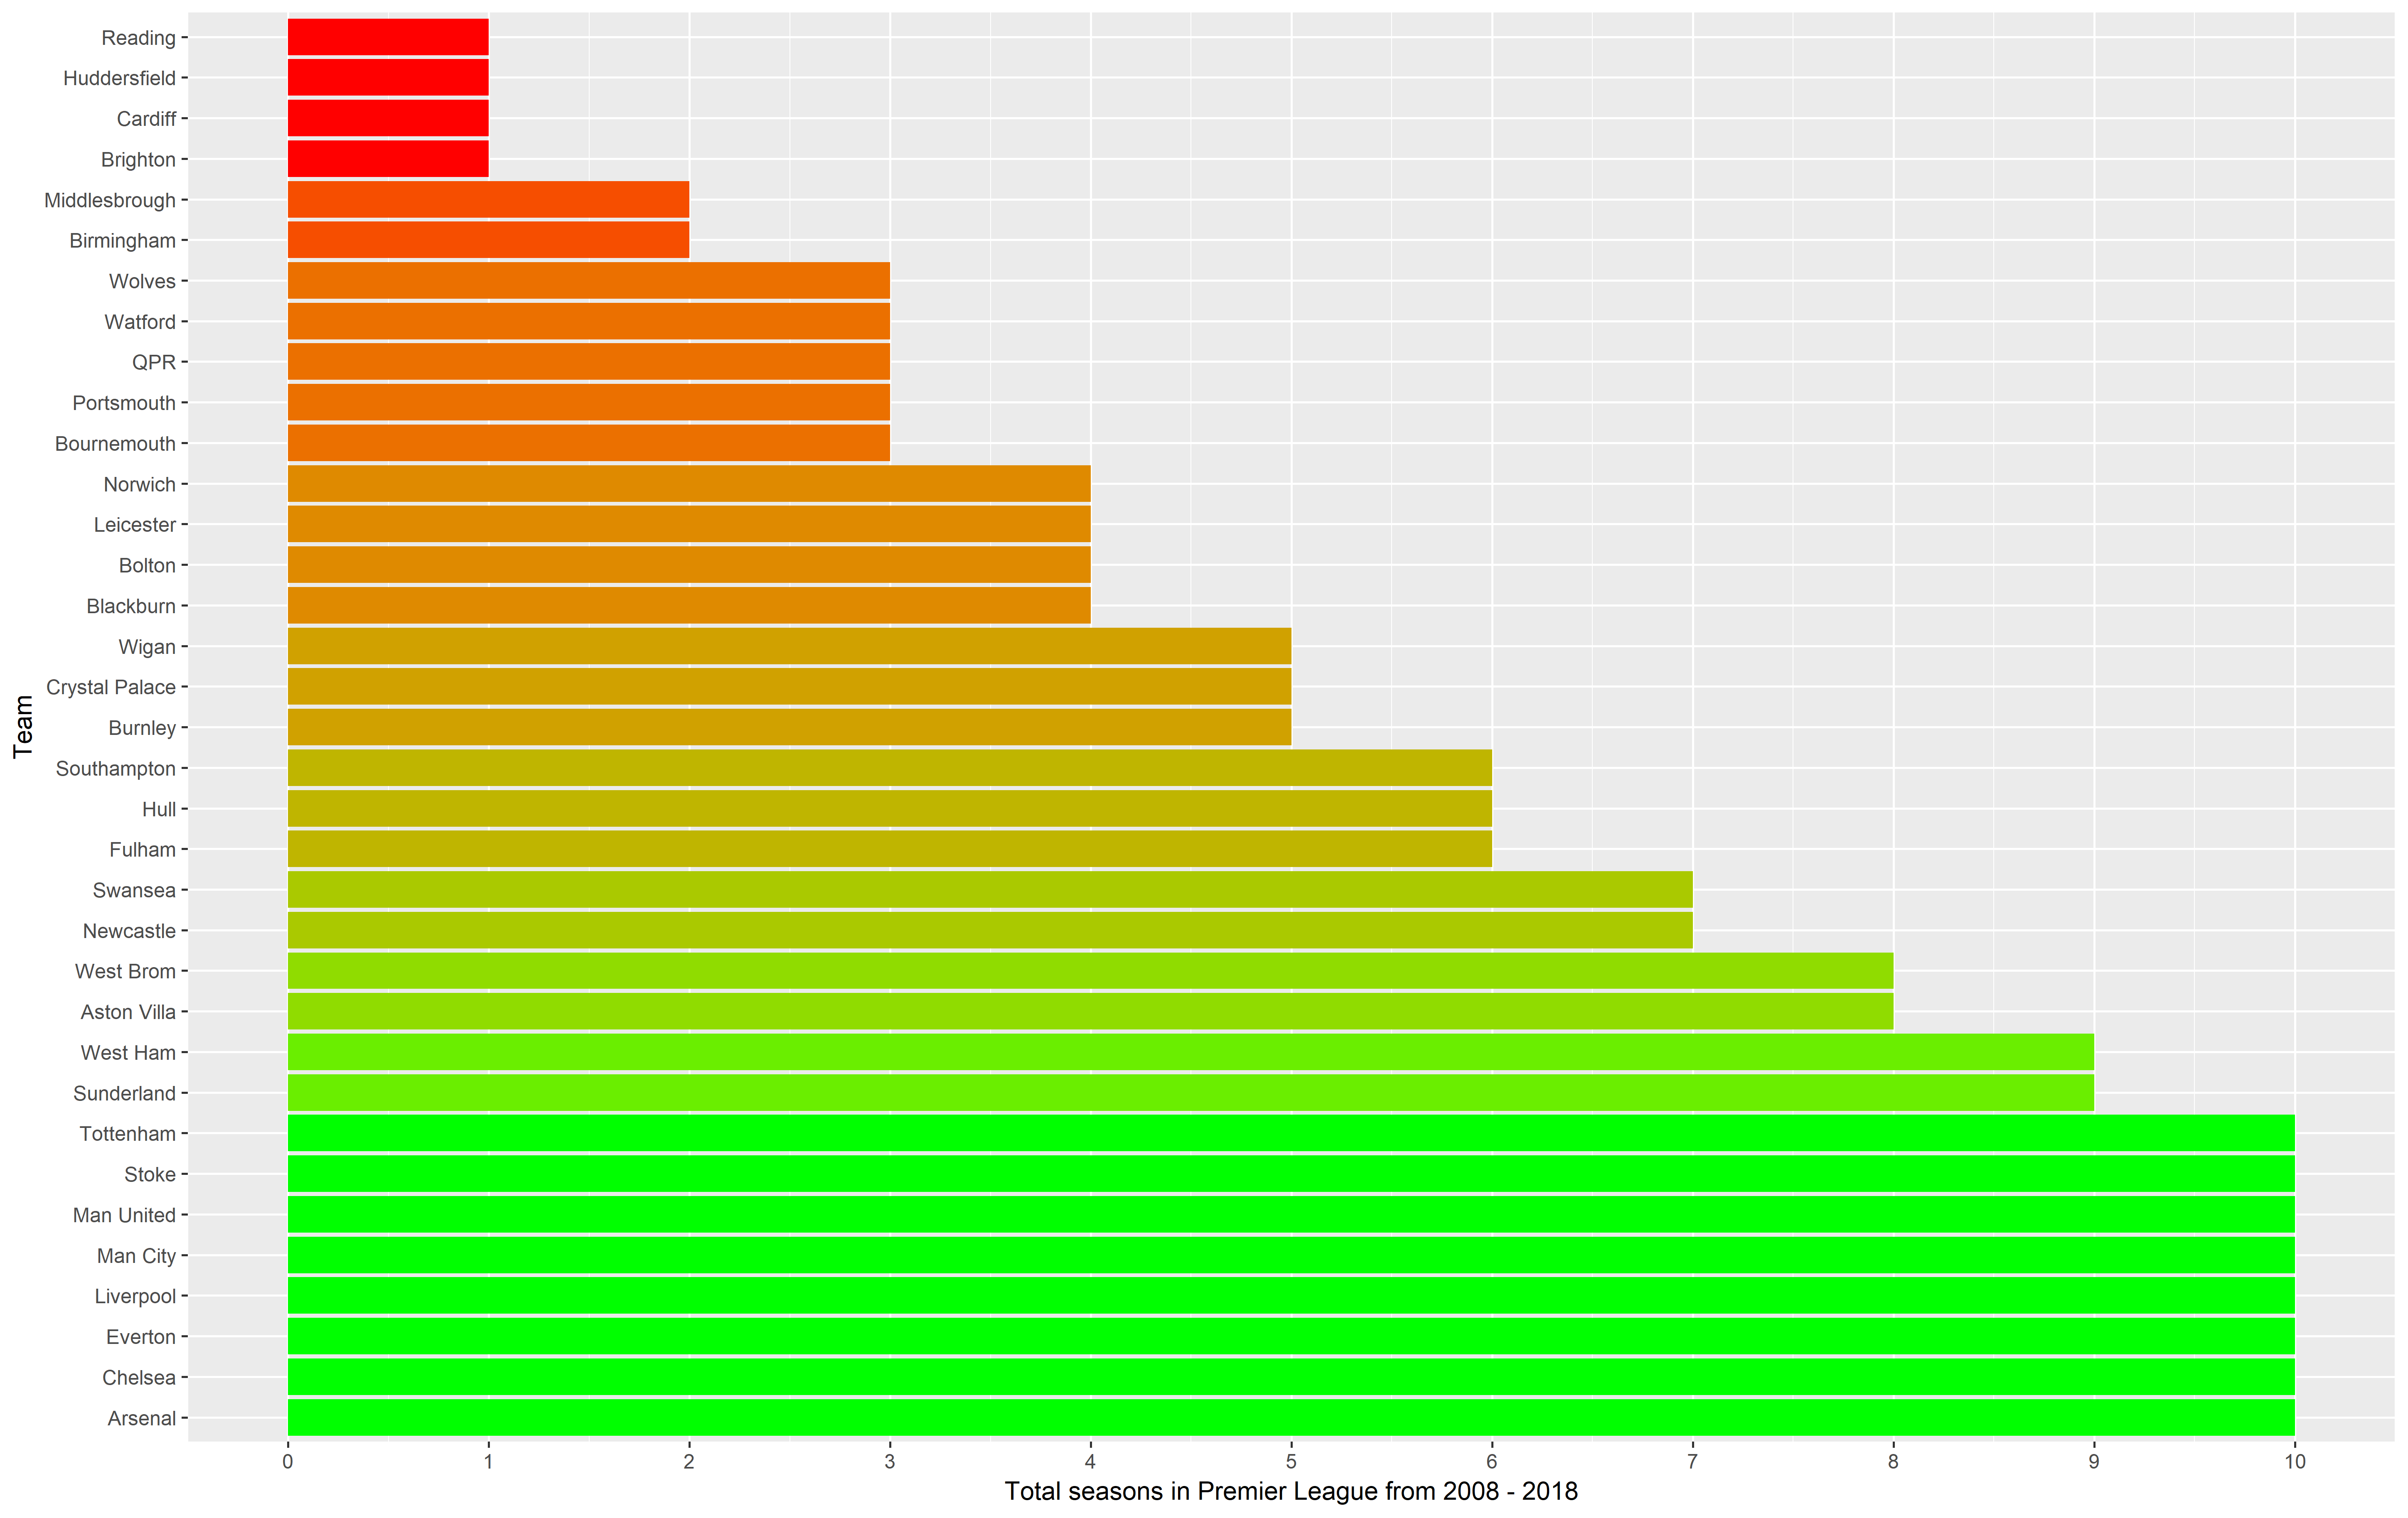 Reading
Huddersfield
Cardiff
Brighton
Middlesbrough
Birmingham
Wolves
Watford
QPR
Portsmouth
Bournemouth
Norwich
Leicester
Bolton
Blackburn
Wigan
Crystal Palace
Burnley
Southampton
Hull
Fulham
Swansea
Newcastle
West Brom
Aston Villa
West Ham
Sunderland
Tottenham
Stoke
Man United
Man City
Liverpool
Everton
Chelsea
Arsenal
Team
0 1 2 3 4 5 6 7 8 9 10
Total seasons in Premier League from 2008 - 2018